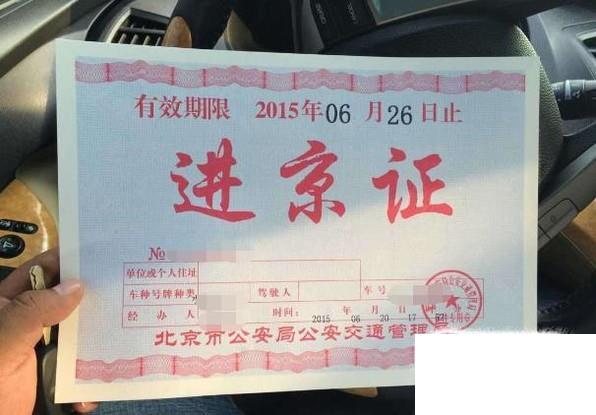 有效期限 2015年06月26日止
进京证
№
单位或个人住址
车种号牌种类 驾驶人 车号
经办人 时间: 2015 年 06 月 20 日 17
北京市公安局公安交通管理局